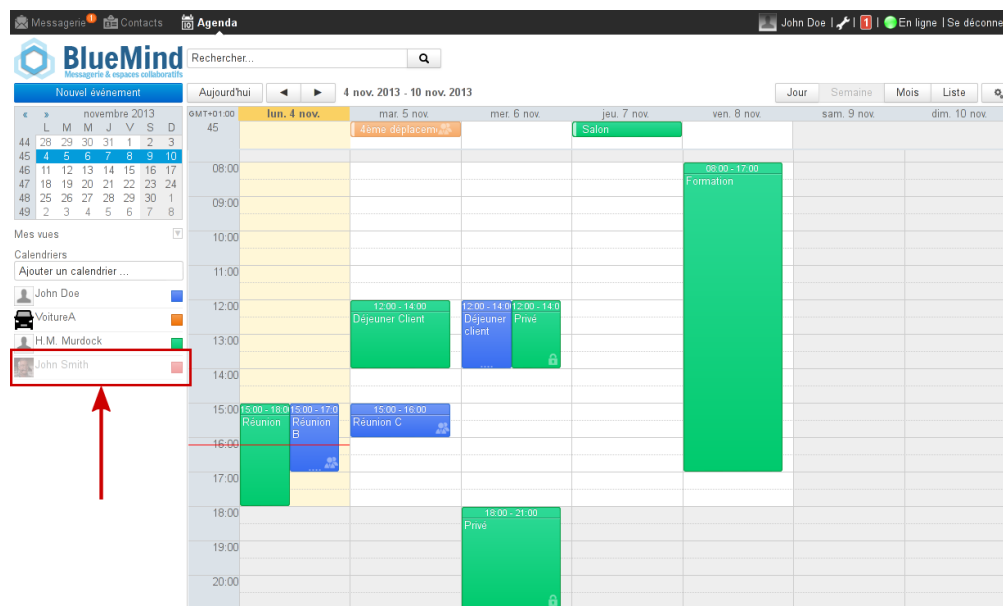 Messagerie 1 Contacts 10 Agenda John Doe | | 1 | En ligne | Se déconne
BlueMind
Messagerie & espaces collaboratifs
Rechercher...
Nouvel événement Aujourd'hui ◄ ► 4 nov. 2013 - 10 nov. 2013 Jour Semaine Mois Liste
« » novembre 2013
L M M J V S D
44 28 29 30 31 1 2 3
45 4 5 6 7 8 9 10
46 11 12 13 14 15 16 17
47 18 19 20 21 22 23 24
48 25 26 27 28 29 30 1
49 2 3 4 5 6 7 8
Mes vues
Calendriers
Ajouter un calendrier ...
John Doe
VoitureA
H.M. Murdock
John Smith
GMT+01:00 lun. 4 nov. mar. 5 nov. mer. 6 nov. jeu. 7 nov. ven. 8 nov. sam. 9 nov. dim. 10 nov.
45 4ème déplacem Salon
08:00 08:00 - 17:00
Formation
09:00
10:00
11:00
12:00 12:00 - 14:00 12:00 - 14:0 12:00 - 14:0
Déjeuner Client Déjeuner client Privé
13:00
14:00
15:00 15:00 - 18:0 15:00 - 17:0 15:00 - 16:00
Réunion Réunion B Réunion C
16:00
17:00
18:00 18:00 - 21:00
Privé
19:00
20:00